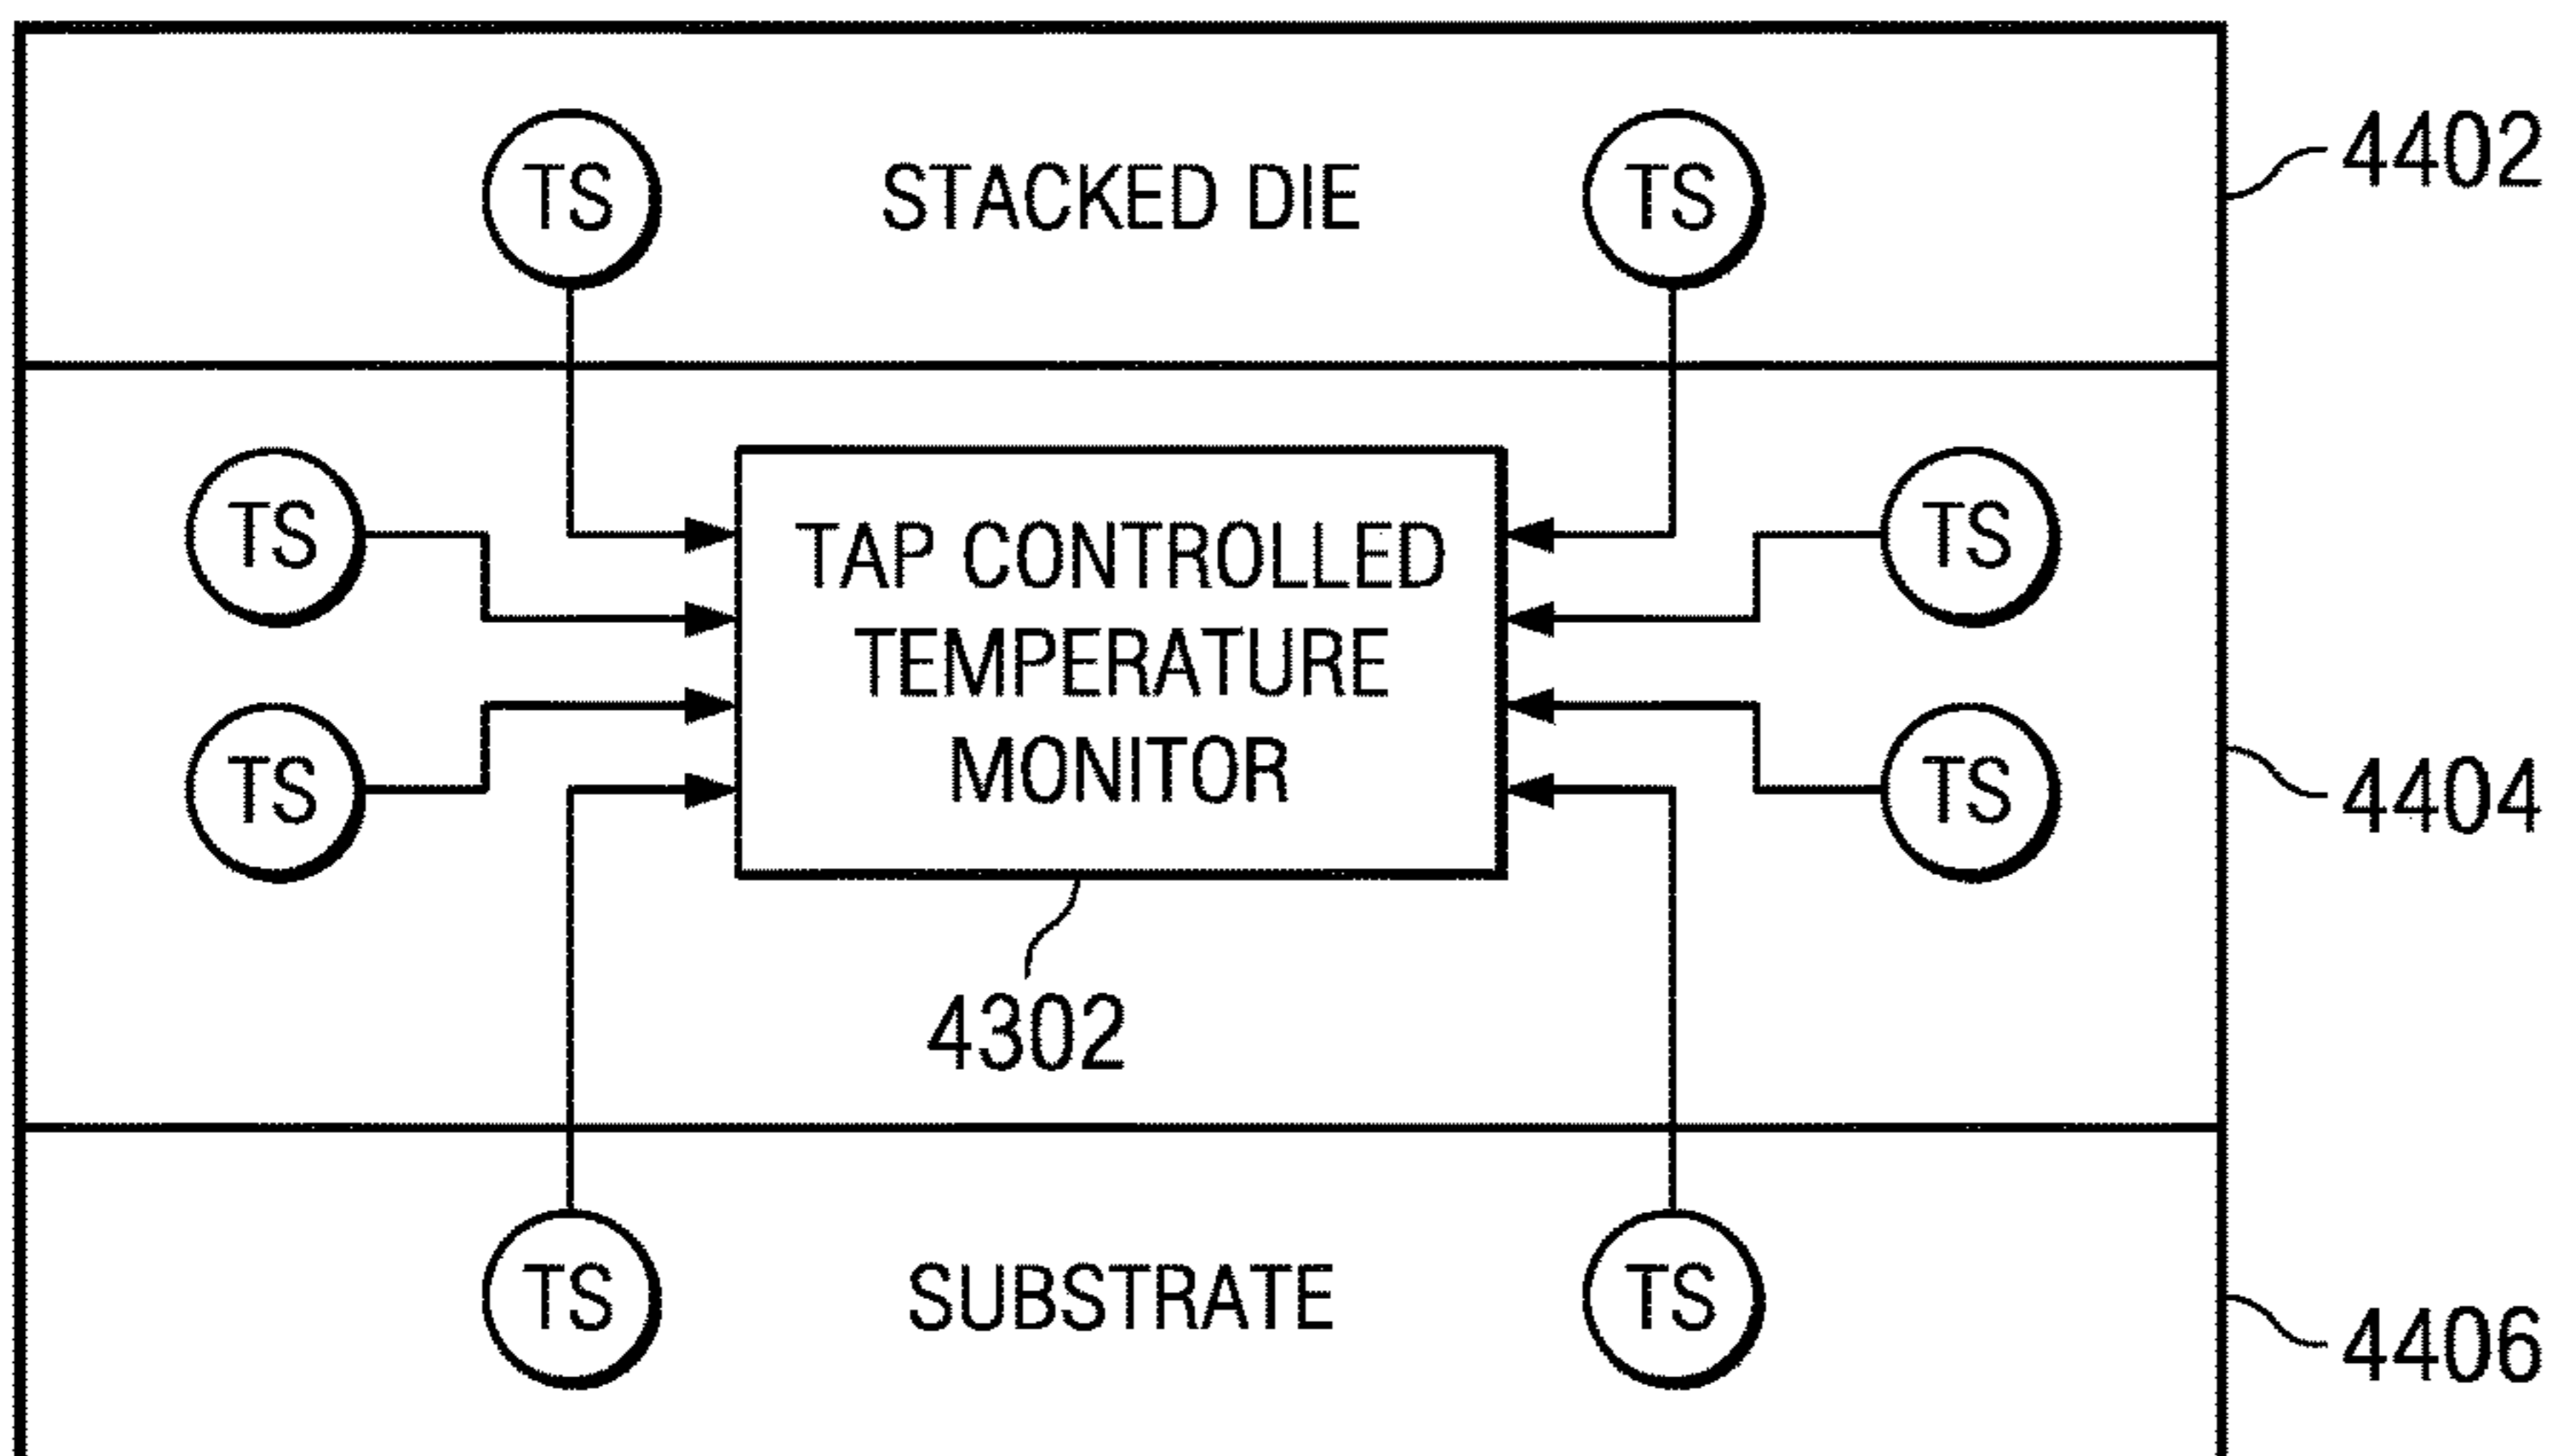 TS STACKED DIE TS
4402
TS TS
TAP CONTROLLED
TEMPERATURE
MONITOR
TS TS
4404
4302
TS SUBSTRATE TS
4406